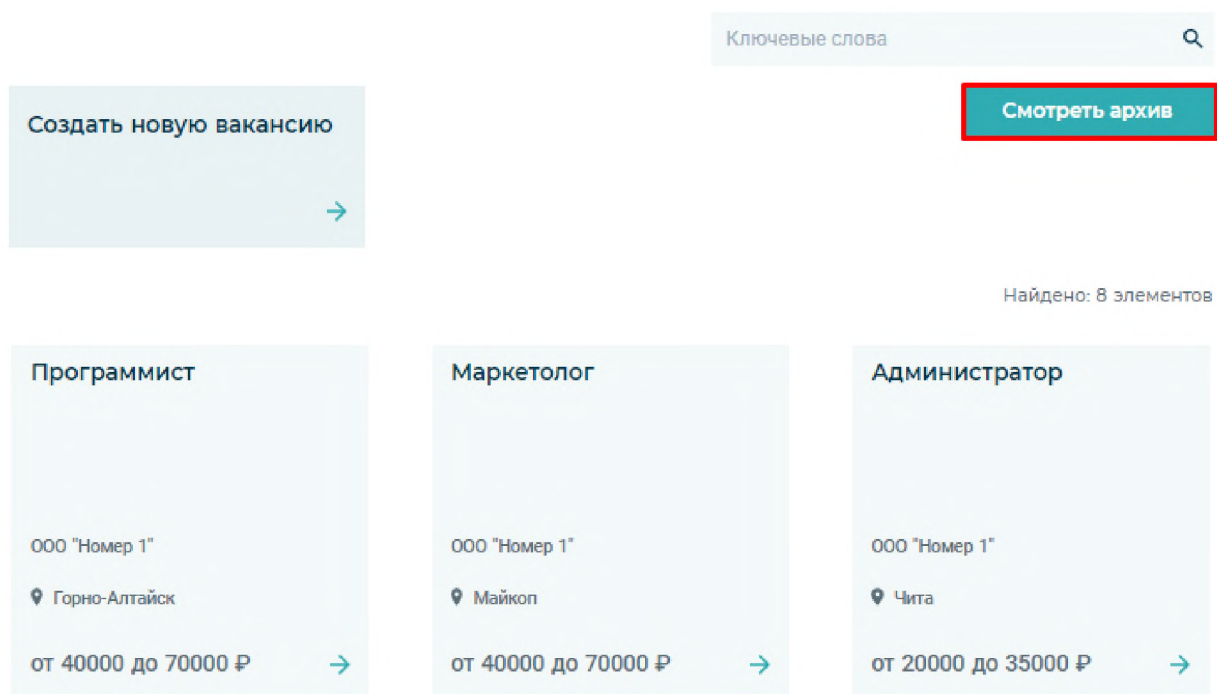 Ключевые слова
Создать новую вакансию
Смотреть архив
Найдено: 8 элементов
Программист
ООО "Номер 1"
Горно-Алтайск
от 40000 до 70000 ₽
Маркетолог
ООО "Номер 1"
Майкоп
от 40000 до 70000 ₽
Администратор
ООО "Номер 1"
Чита
от 20000 до 35000 ₽